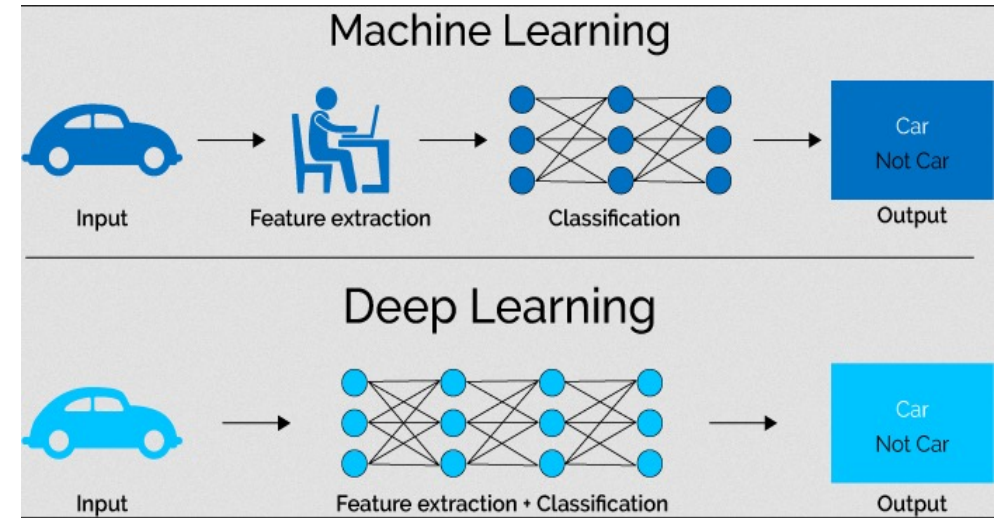 Machine Learning
Car
Not Car
Input
Feature extraction
Classification
Output
Deep Learning
Car
Not Car
Input
Feature extraction + Classification
Output